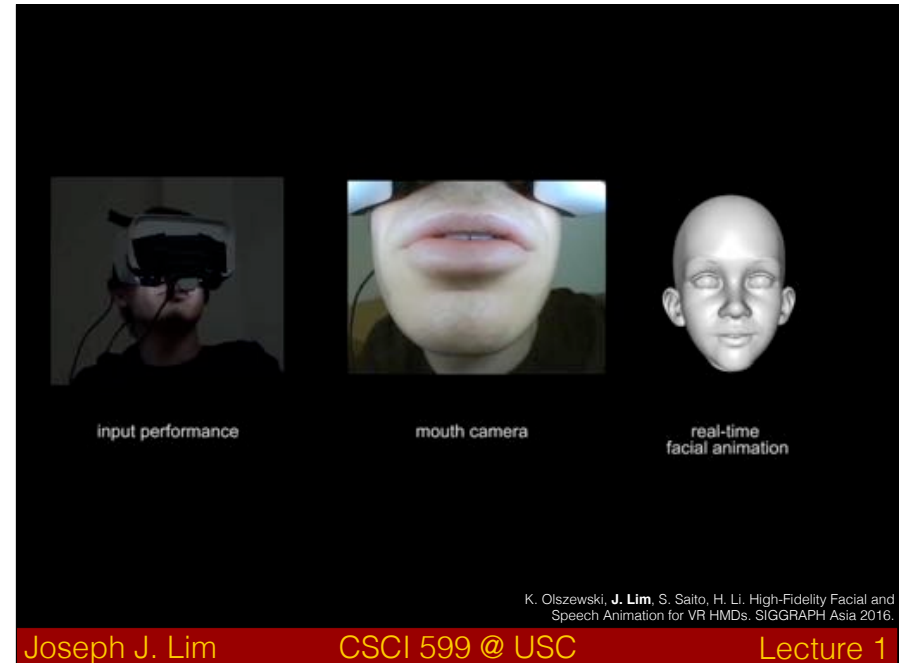 input performance
mouth camera
real-time
facial animation
K. Olszewski, J. Lim, S. Saito, H. Li. High-Fidelity Facial and
Speech Animation for VR HMDs. SIGGRAPH Asia 2016.
Joseph J. Lim CSCI 599 @ USC Lecture 1